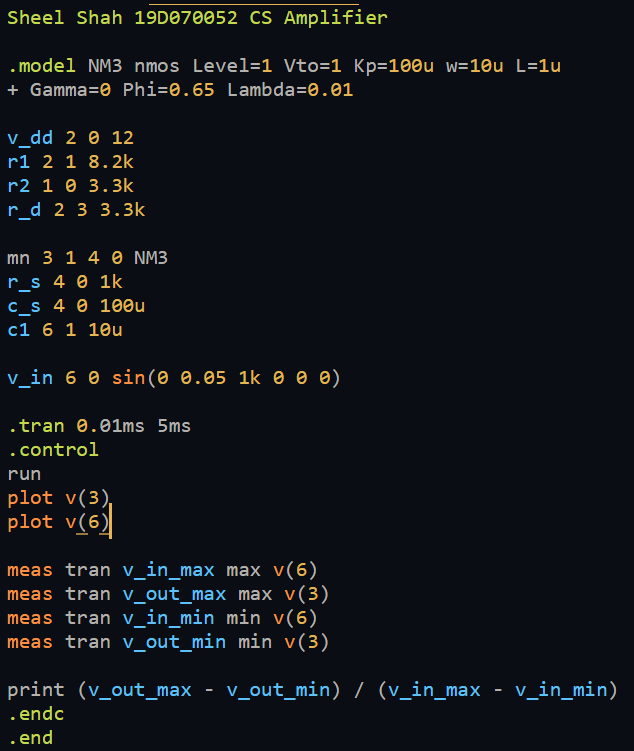 Sheel Shah 19D070052 CS Amplifier
.model NM3 nmos Level=1 Vto=1 Kp=100u w=10u L=1u
+ Gamma=0 Phi=0.65 Lambda=0.01
v_dd 2 0 12
r1 2 1 8.2k
r2 1 0 3.3k
r_d 2 3 3.3k
mn 3 1 4 0 NM3
r_s 4 0 1k
c_s 4 0 100u
c1 6 1 10u
v_in 6 0 sin(0 0.05 1k 0 0 0)
.tran 0.01ms 5ms
.control
run
plot v(3)
plot v(6)
meas tran v_in_max max v(6)
meas tran v_out_max max v(3)
meas tran v_in_min min v(6)
meas tran v_out_min min v(3)
print (v_out_max - v_out_min) / (v_in_max - v_in_min)
.endc
.end